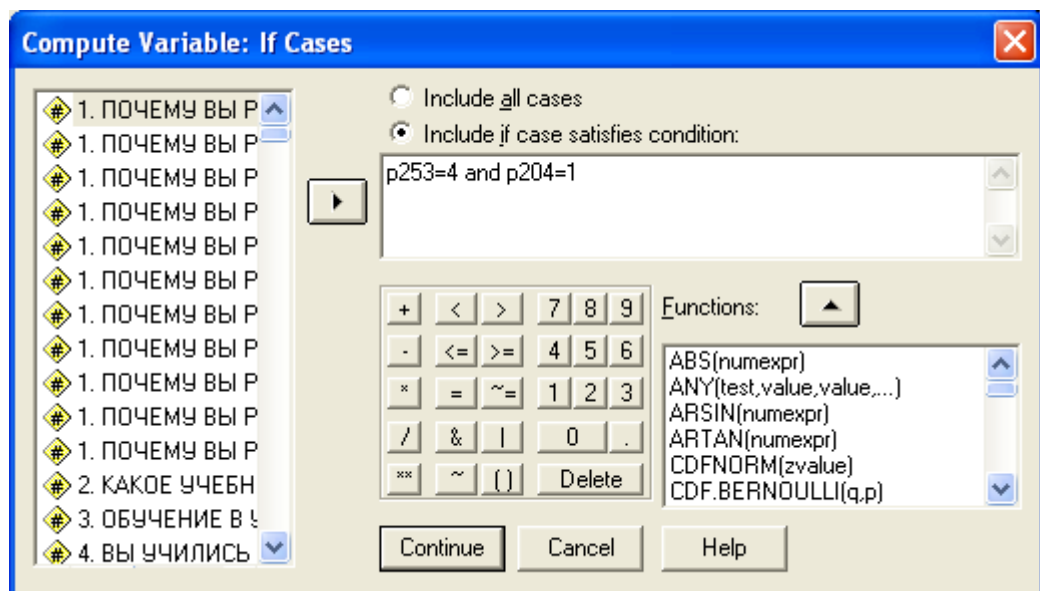 Compute Variable: If Cases
# 1. ПОЧЕМУ ВЫ Р
# 1. ПОЧЕМУ ВЫ Р
# 1. ПОЧЕМУ ВЫ Р
# 1. ПОЧЕМУ ВЫ Р
# 1. ПОЧЕМУ ВЫ Р
# 1. ПОЧЕМУ ВЫ Р
# 1. ПОЧЕМУ ВЫ Р
# 1. ПОЧЕМУ ВЫ Р
# 1. ПОЧЕМУ ВЫ Р
# 1. ПОЧЕМУ ВЫ Р
# 1. ПОЧЕМУ ВЫ Р
# 2. КАКОЕ УЧЕБН
# 3. ОБУЧЕНИЕ В У
# 4. ВЫ УЧИЛИСЬ
Include all cases
Include if case satisfies condition:
p253=4 and p204=1
+ < > 7 8 9
- <= >= 4 5 6
* = ~= 1 2 3
/ & | 0 .
** ~ () Delete
Functions:
ABS(numexpr)
ANY(test,value,value,...)
ARSIN(numexpr)
ARTAN(numexpr)
CDFNORM(zvalue)
CDF.BERNOULLI(q,p)
Continue Cancel Help